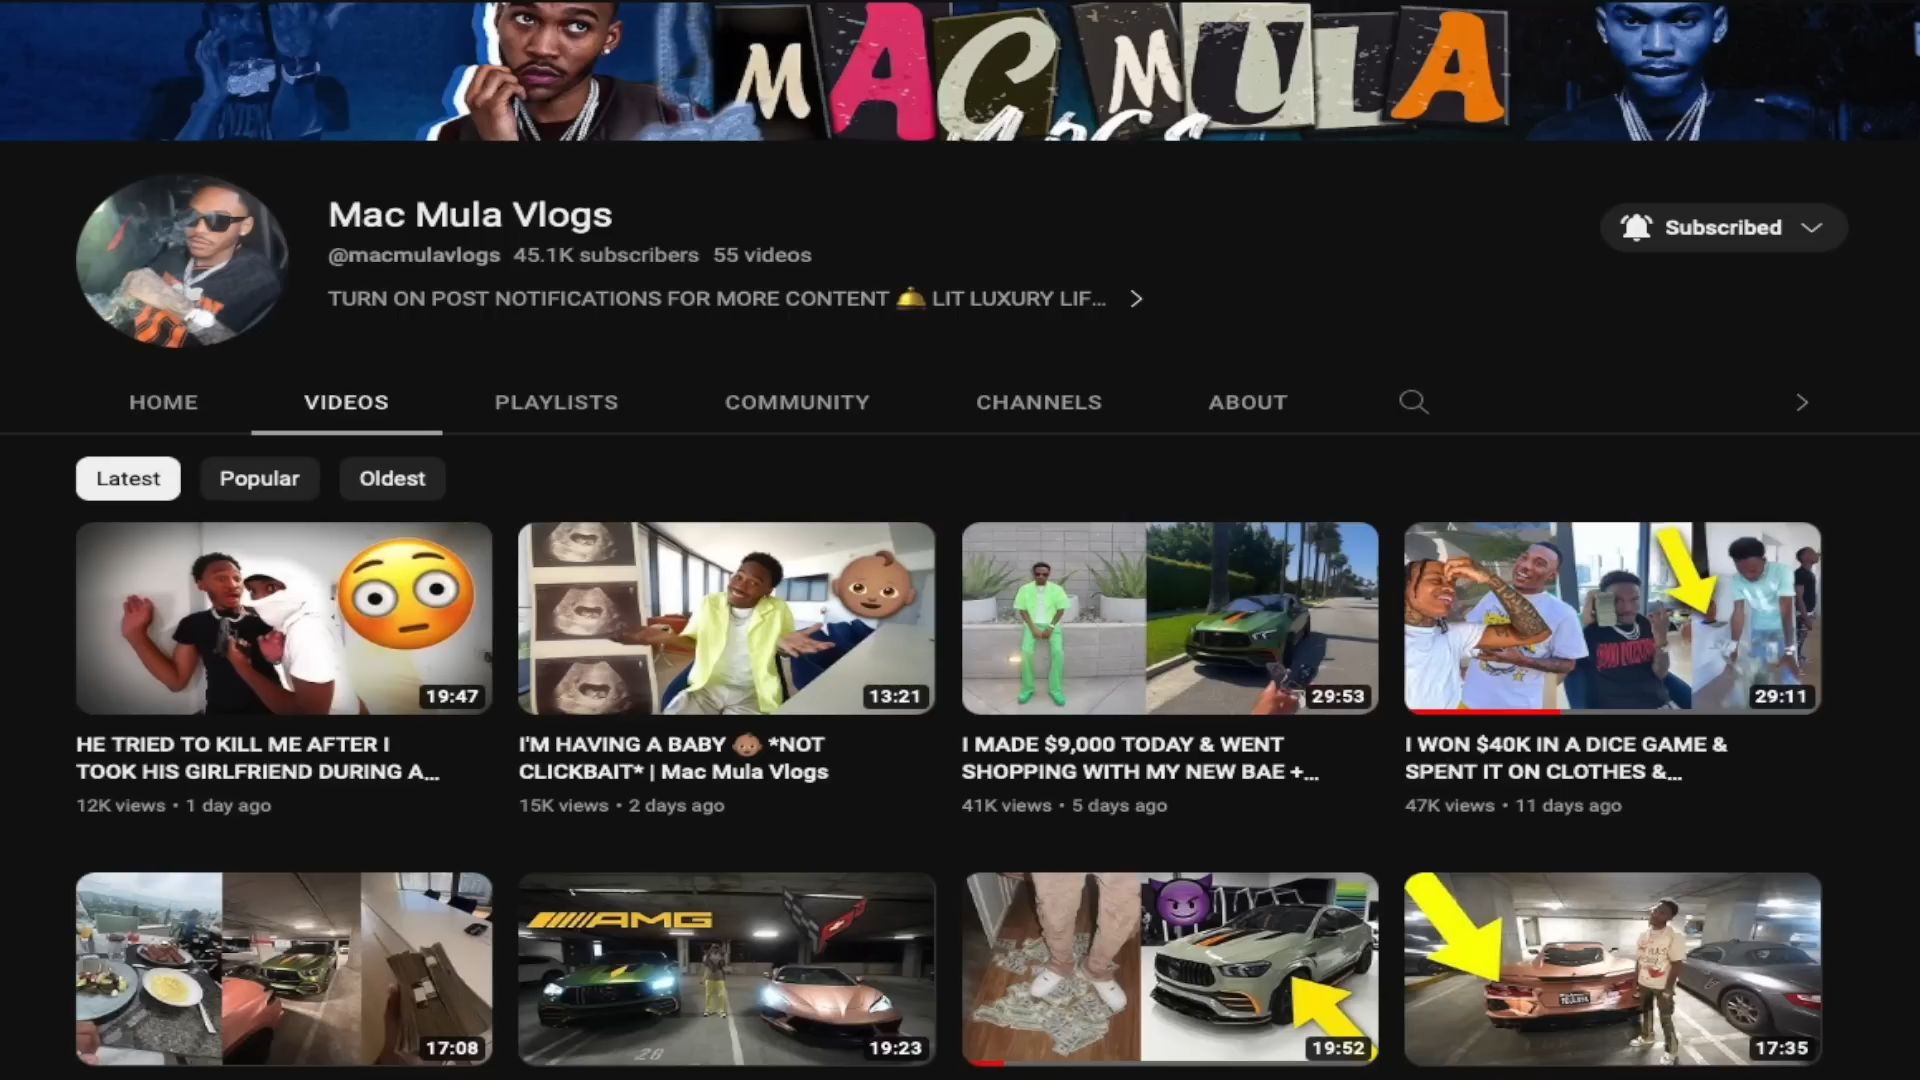 MAC MULA
Mac Mula Vlogs
@macmulavlogs 45.1K subscribers 55 videos
TURN ON POST NOTIFICATIONS FOR MORE CONTENT 🛎️ LIT LUXURY LIF...
Subscribed
HOME VIDEOS PLAYLISTS COMMUNITY CHANNELS ABOUT
Latest Popular Oldest
19:47
13:21
29:53
29:11
HE TRIED TO KILL ME AFTER I
TOOK HIS GIRLFRIEND DURING A...
12K views • 1 day ago
I'M HAVING A BABY 👶🏽 *NOT
CLICKBAIT* | Mac Mula Vlogs
15K views • 2 days ago
I MADE $9,000 TODAY & WENT
SHOPPING WITH MY NEW BAE +...
41K views • 5 days ago
I WON $40K IN A DICE GAME &
SPENT IT ON CLOTHES &...
47K views • 11 days ago
17:08
AMG
28
19:23
19:52
17:35